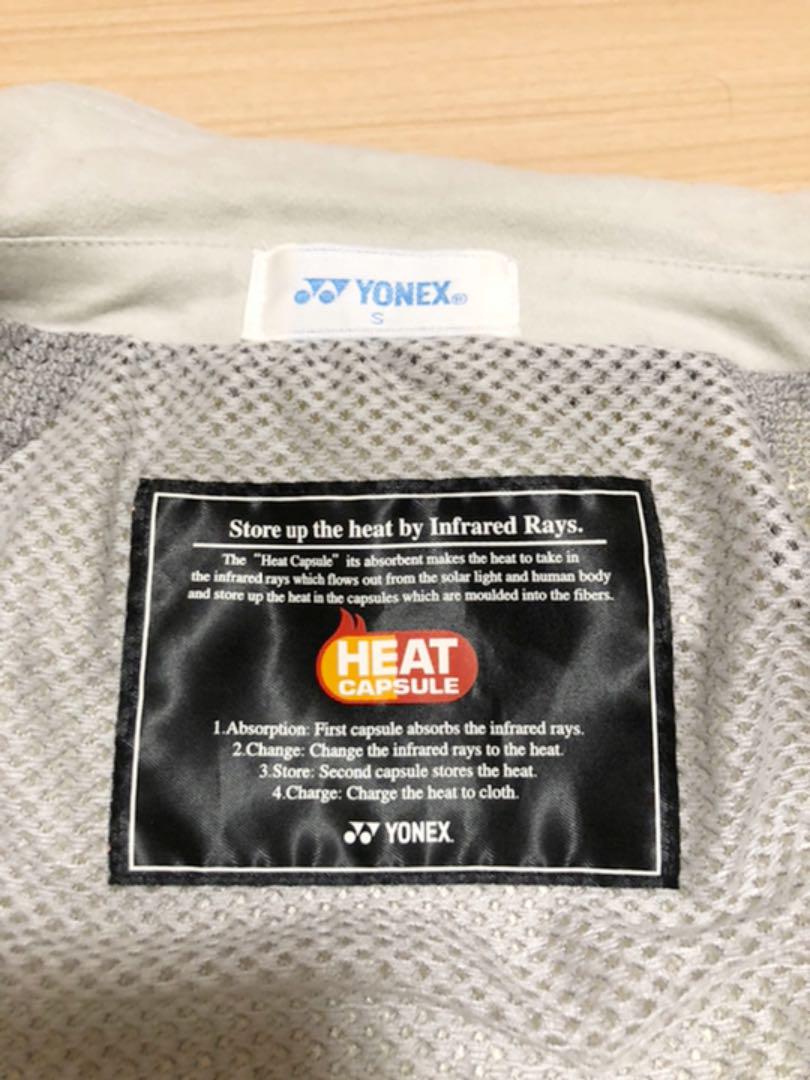 YONEX®
S
Store up the heat by Infrared Rays.
The "Heat Capsule" its absorbent makes the heat to take in
the infrared rays which flows out from the solar light and human body
and store up the heat in the capsules which are moulded into the fibers.
HEAT
CAPSULE
1.Absorption: First capsule absorbs the infrared rays.
2.Change: Change the infrared rays to the heat.
3.Store: Second capsule stores the heat.
4.Charge: Charge the heat to cloth.
YONEX.